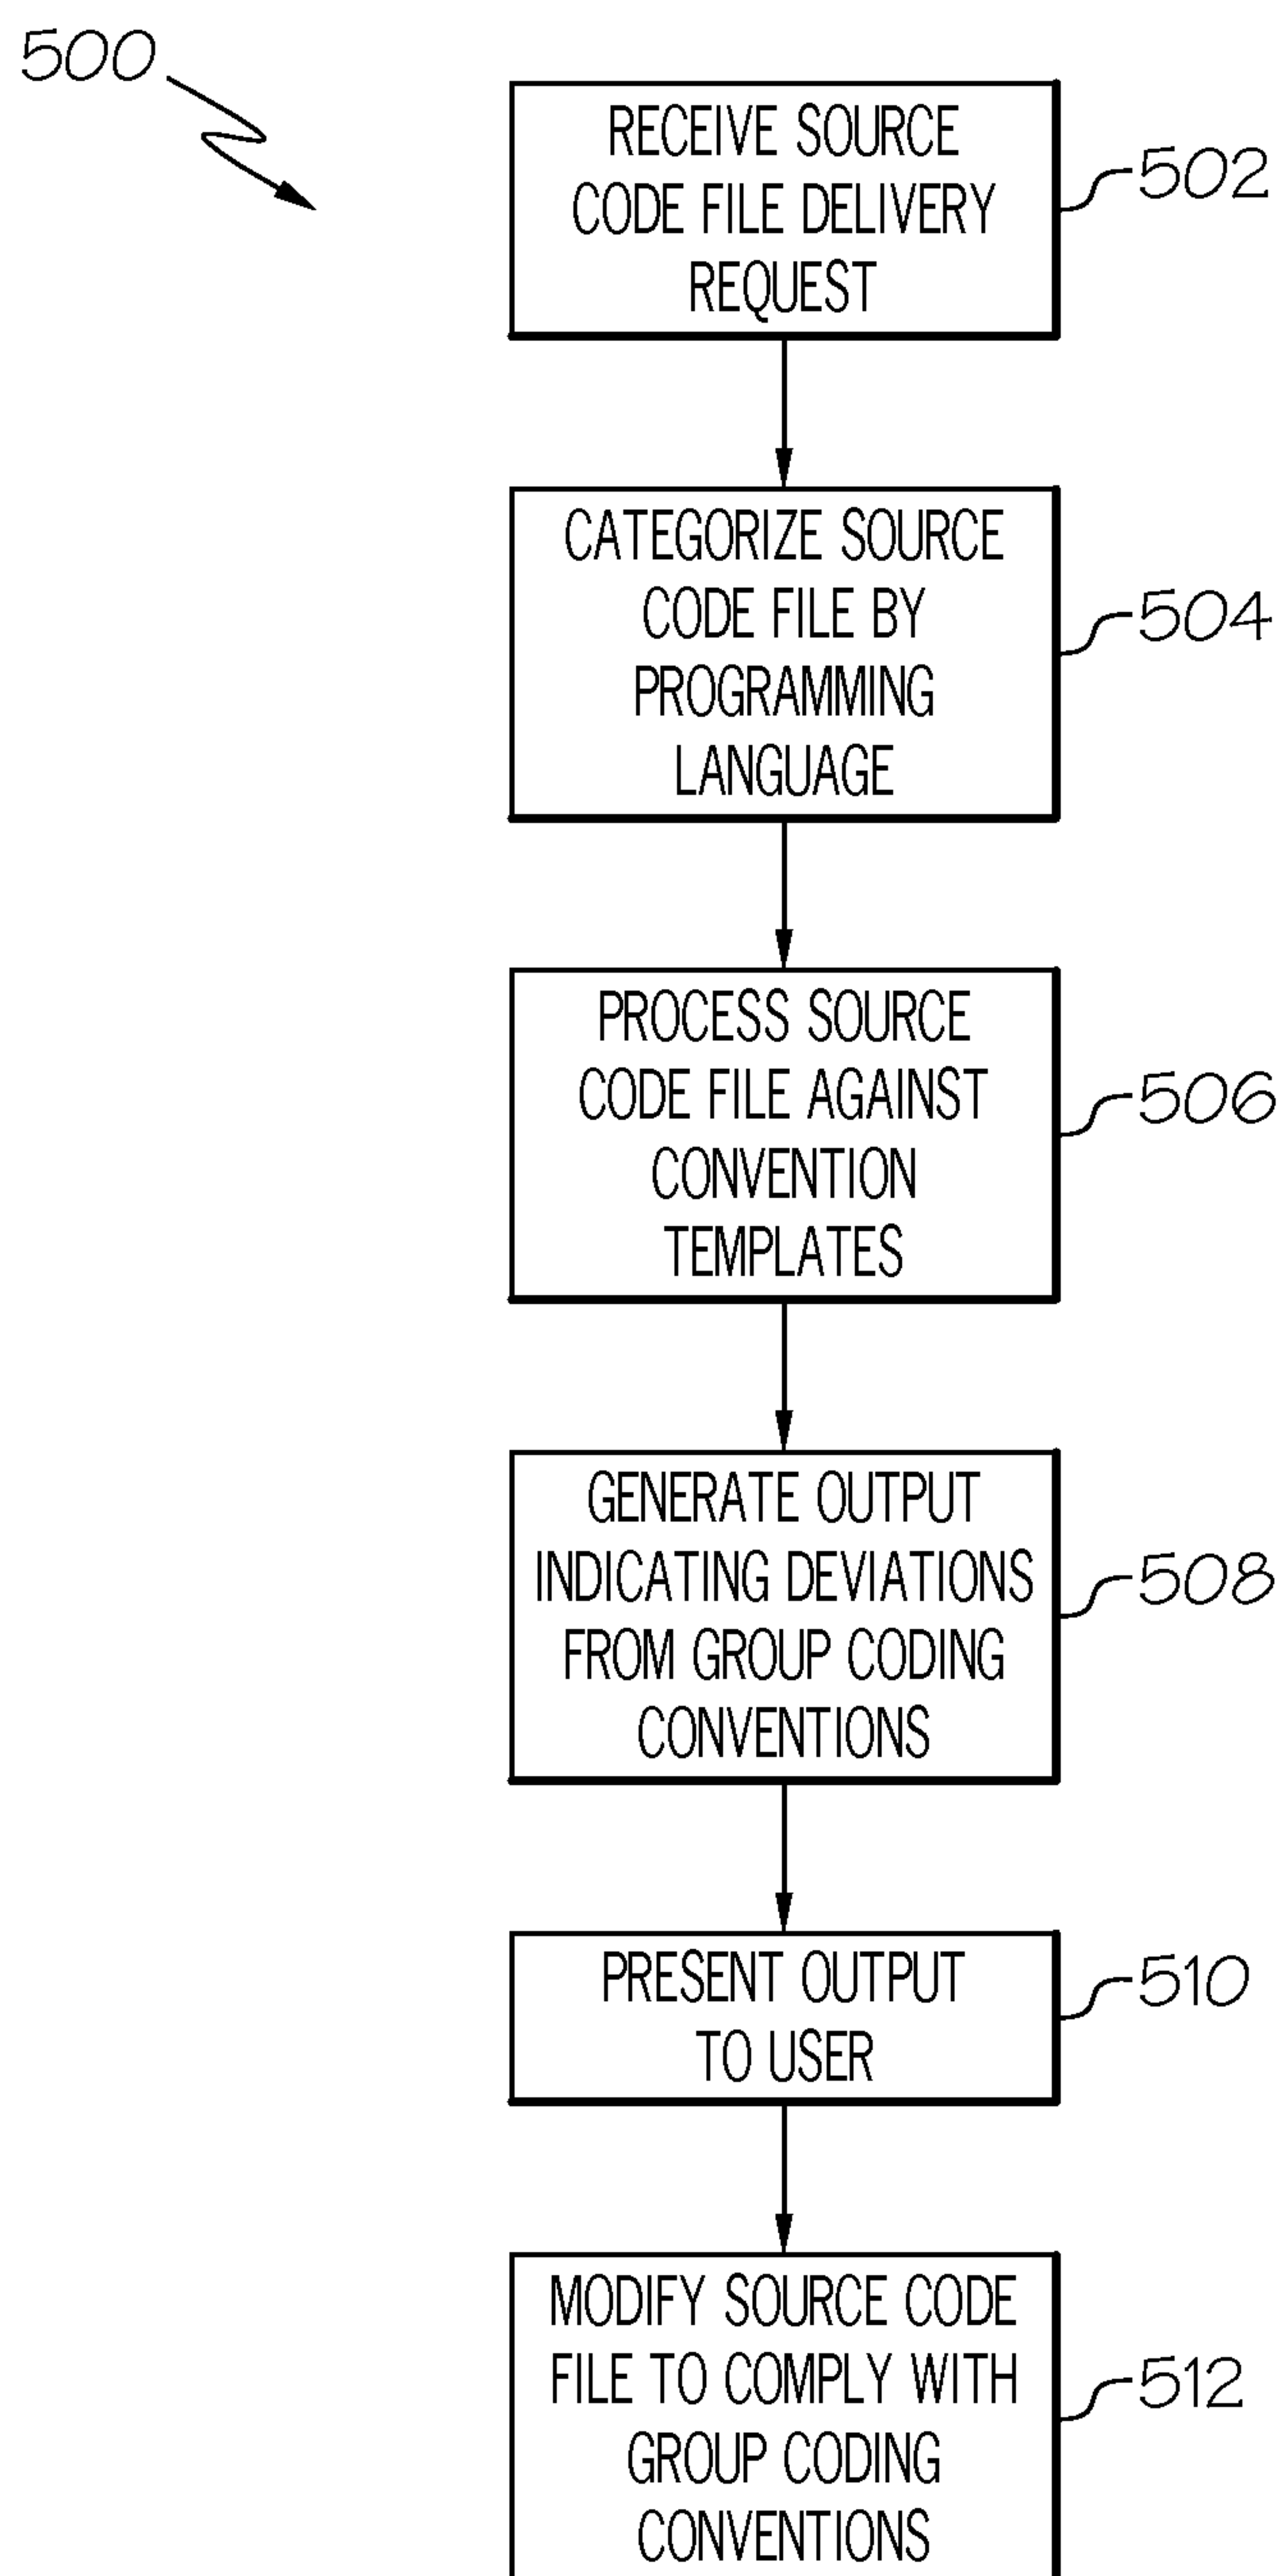 500
RECEIVE SOURCE
CODE FILE DELIVERY
REQUEST
502
CATEGORIZE SOURCE
CODE FILE BY
PROGRAMMING
LANGUAGE
504
PROCESS SOURCE
CODE FILE AGAINST
CONVENTION
TEMPLATES
506
GENERATE OUTPUT
INDICATING DEVIATIONS
FROM GROUP CODING
CONVENTIONS
508
PRESENT OUTPUT
TO USER
510
MODIFY SOURCE CODE
FILE TO COMPLY WITH
GROUP CODING
CONVENTIONS
512